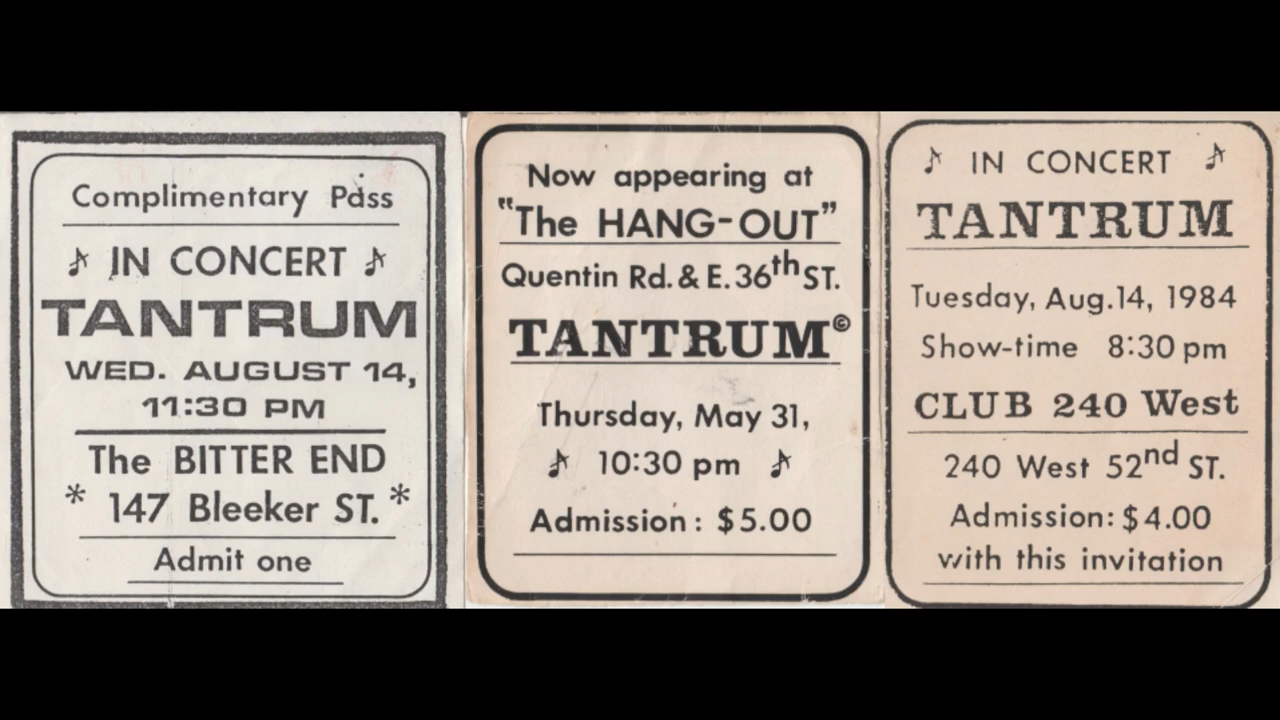 Complimentary Pass
♪ IN CONCERT ♪
TANTRUM
WED. AUGUST 14,
11:30 PM
The BITTER END
* 147 Bleeker ST. *
Admit one
Now appearing at
"The HANG-OUT"
Quentin Rd. & E. 36th ST.
TANTRUM©
Thursday, May 31,
♪ 10:30 pm ♪
Admission: $5.00
♪ IN CONCERT ♪
TANTRUM
Tuesday, Aug. 14, 1984
Show-time 8:30 pm
CLUB 240 West
240 West 52nd ST.
Admission: $4.00
with this invitation